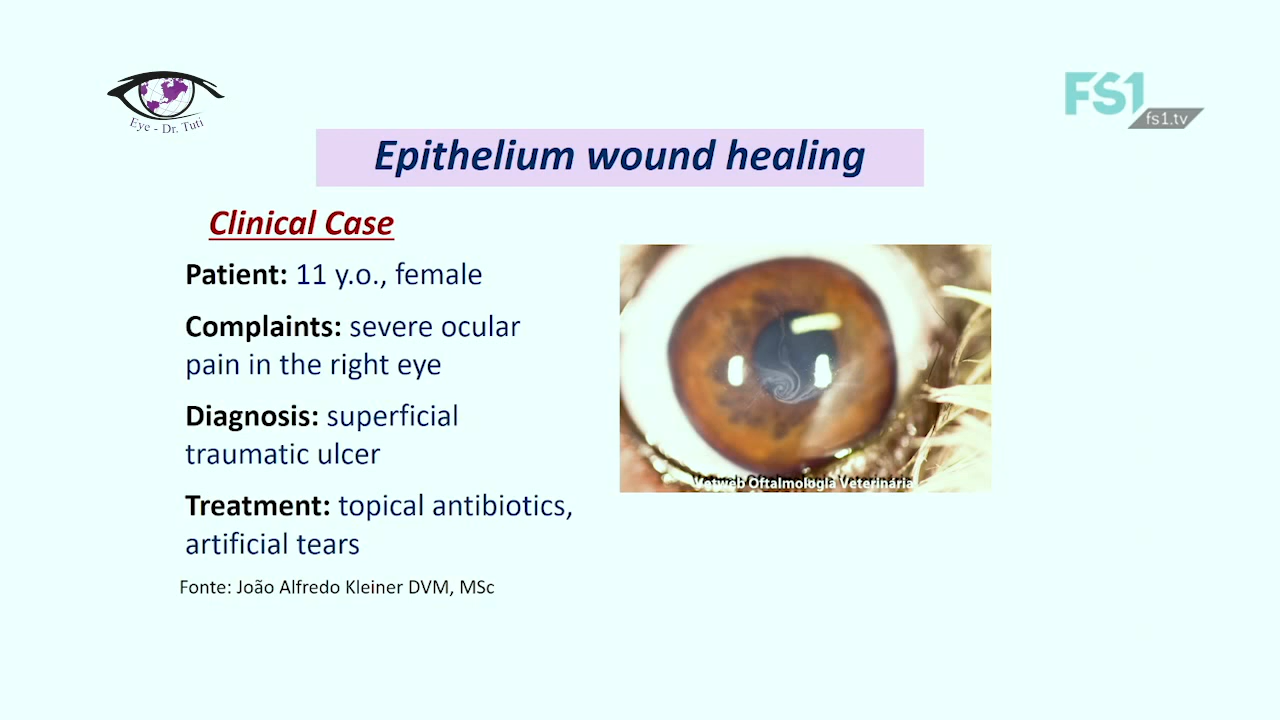 Eye - Dr. Tuti
FS1
fs1.tv
Epithelium wound healing
Clinical Case
Patient: 11 y.o., female
Complaints: severe ocular
pain in the right eye
Diagnosis: superficial
traumatic ulcer
Treatment: topical antibiotics,
artificial tears
Fonte: João Alfredo Kleiner DVM, MSc
Vetweb Oftalmologia Veterinária